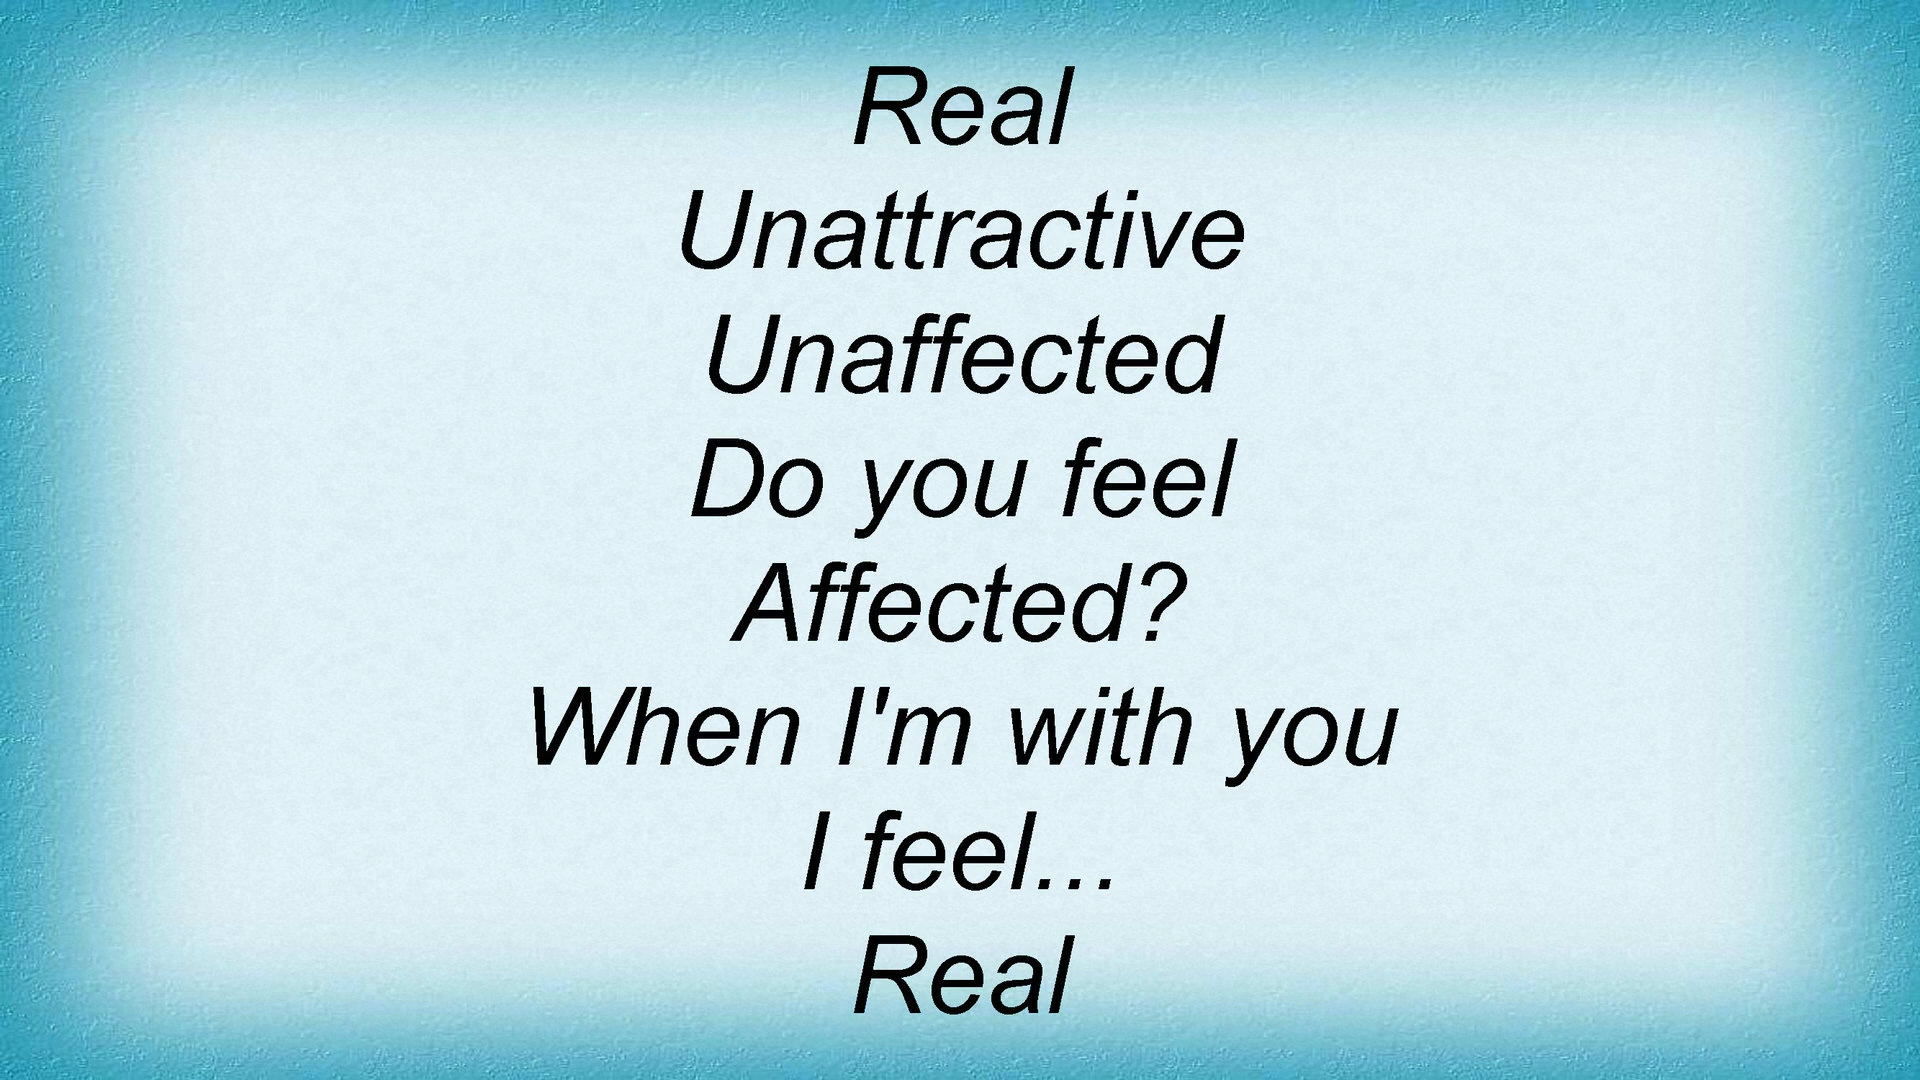 Real
Unattractive
Unaffected
Do you feel
Affected?
When I'm with you
I feel...
Real